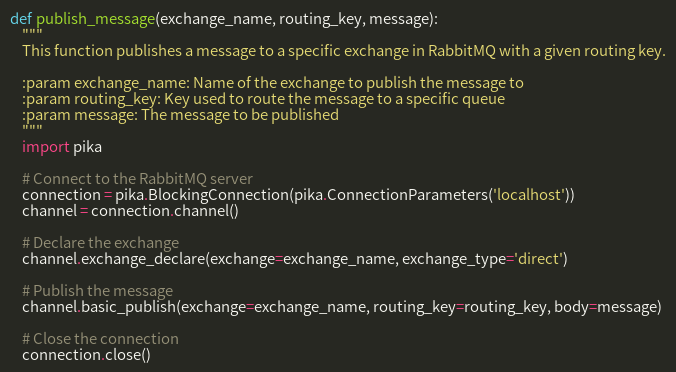 def publish_message(exchange_name, routing_key, message):
"""
This function publishes a message to a specific exchange in RabbitMQ with a given routing key.
:param exchange_name: Name of the exchange to publish the message to
:param routing_key: Key used to route the message to a specific queue
:param message: The message to be published
"""
import pika
# Connect to the RabbitMQ server
connection = pika.BlockingConnection(pika.ConnectionParameters('localhost'))
channel = connection.channel()
# Declare the exchange
channel.exchange_declare(exchange=exchange_name, exchange_type='direct')
# Publish the message
channel.basic_publish(exchange=exchange_name, routing_key=routing_key, body=message)
# Close the connection
connection.close()